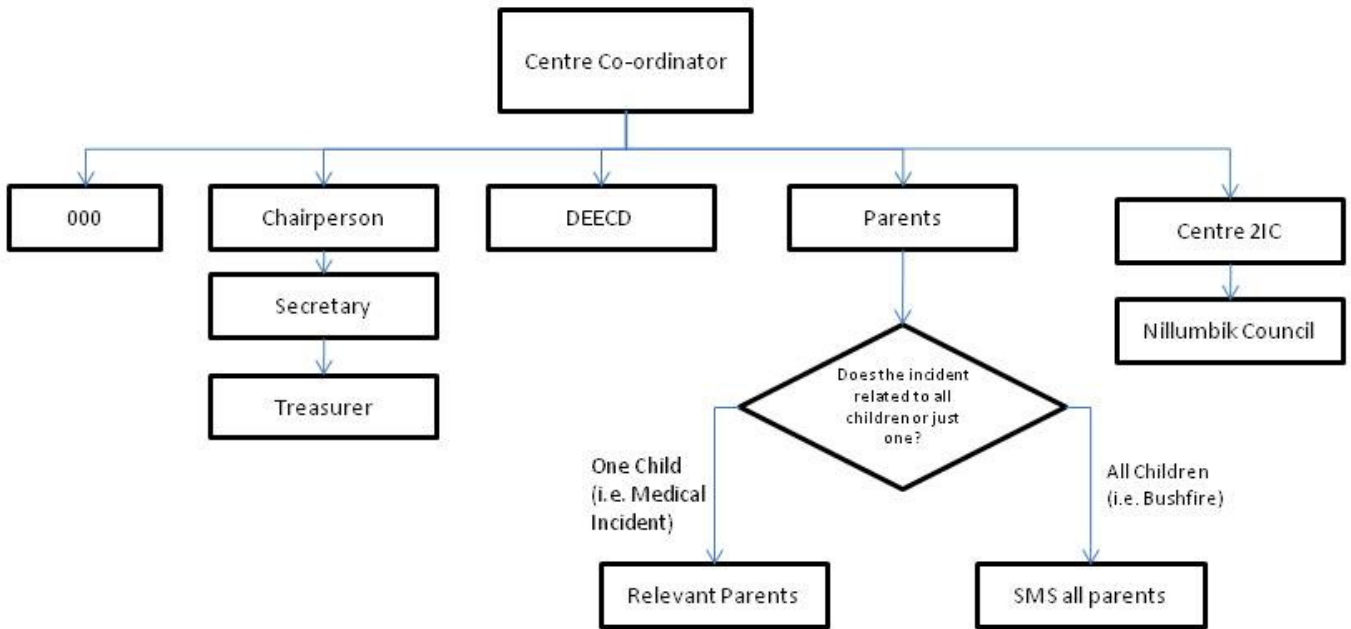 Centre Co-ordinator
000
Chairperson
DEECD
Parents
Centre 2IC
Secretary
Nillumbik Council
Treasurer
Does the incident
related to all
children or just
one?
One Child
(i.e. Medical
Incident)
All Children
(i.e. Bushfire)
Relevant Parents
SMS all parents